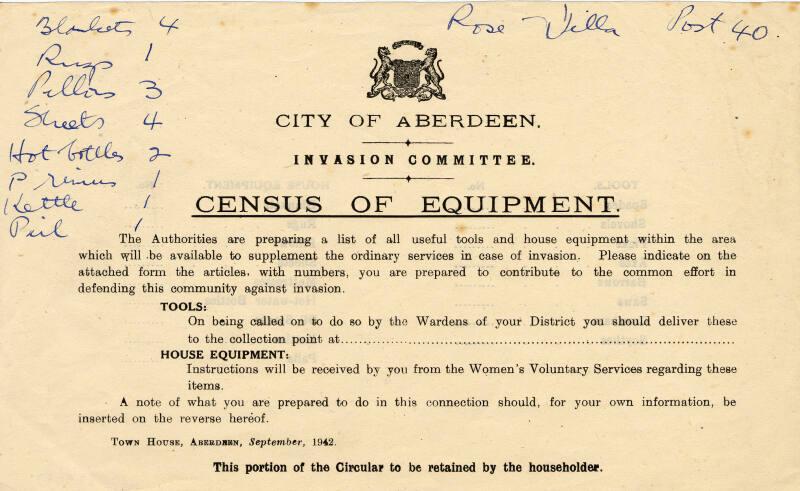 Blankets 4
Rugs 1
Pillows 3
Sheets 4
Hot bottles 2
Primus 1
Kettle 1
Pail 1
Rose Villa Post 40.
CITY OF ABERDEEN.
INVASION COMMITTEE.
CENSUS OF EQUIPMENT.
The Authorities are preparing a list of all useful tools and house equipment within the area
which will be available to supplement the ordinary services in case of invasion. Please indicate on the
attached form the articles, with numbers, you are prepared to contribute to the common effort in
defending this community against invasion.
TOOLS:
On being called on to do so by the Wardens of your District you should deliver these
to the collection point at
HOUSE EQUIPMENT:
Instructions will be received by you from the Women's Voluntary Services regarding these
items.
A note of what you are prepared to do in this connection should, for your own information, be
inserted on the reverse hereof.
TOWN HOUSE, ABERDEEN, September, 1942.
This portion of the Circular to be retained by the householder.